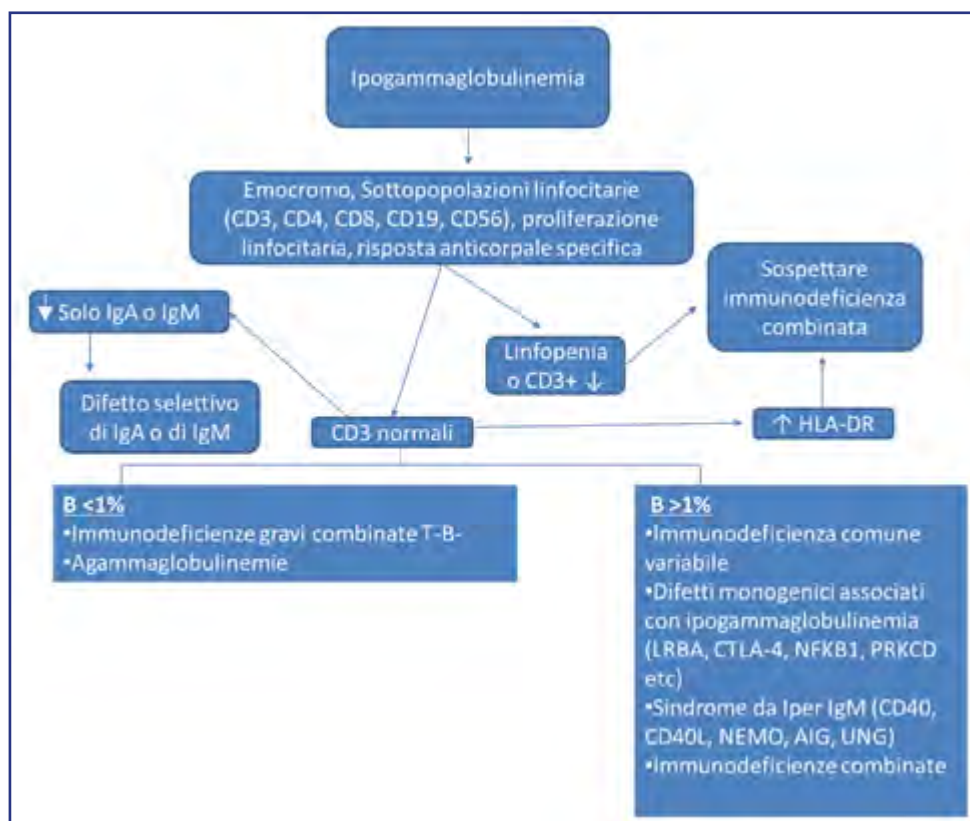 Ipogammaglobulinemia
Emocromo, Sottopopolazioni linfocitarie
(CD3, CD4, CD8, CD19, CD56), proliferazione
linfocitaria, risposta anticorpale specifica
Sospettare
immunodeficienza
combinata
↓ Solo IgA o IgM
Linfopenia
o CD3+ ↓
Difetto selettivo
di IgA o di IgM
CD3 normali
↑ HLA-DR
B <1%
•Immunodeficienze gravi combinate T-B-
•Agammaglobulinemie
B >1%
•Immunodeficienza comune
variabile
•Difetti monogenici associati
con ipogammaglobulinemia
(LRBA, CTLA-4, NFKB1, PRKCD
etc)
•Sindrome da Iper IgM (CD40,
CD40L, NEMO, AIG, UNG)
•Immunodeficienze combinate